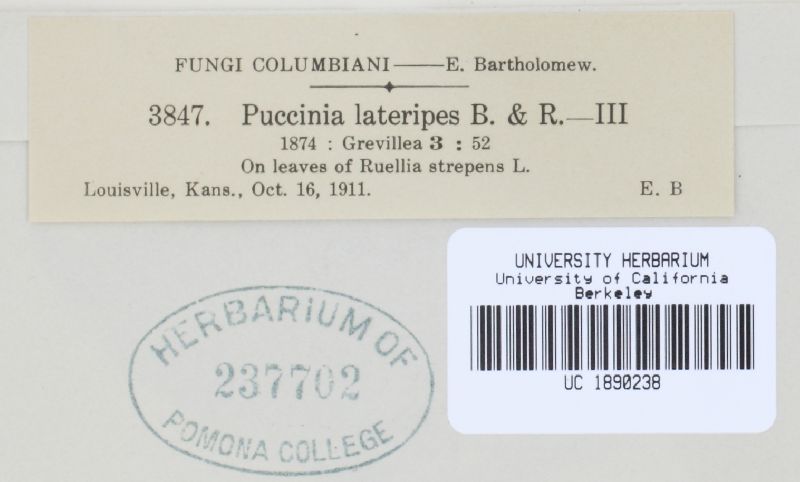 FUNGI COLUMBIANI——E. Bartholomew.
3847. Puccinia lateripes B. & R.—III
1874 : Grevillea 3 : 52
On leaves of Ruellia strepens L.
Louisville, Kans., Oct. 16, 1911. E. B
UNIVERSITY HERBARIUM
University of California
Berkeley
UC 1890238
HERBARIUM OF
237702
POMONA COLLEGE